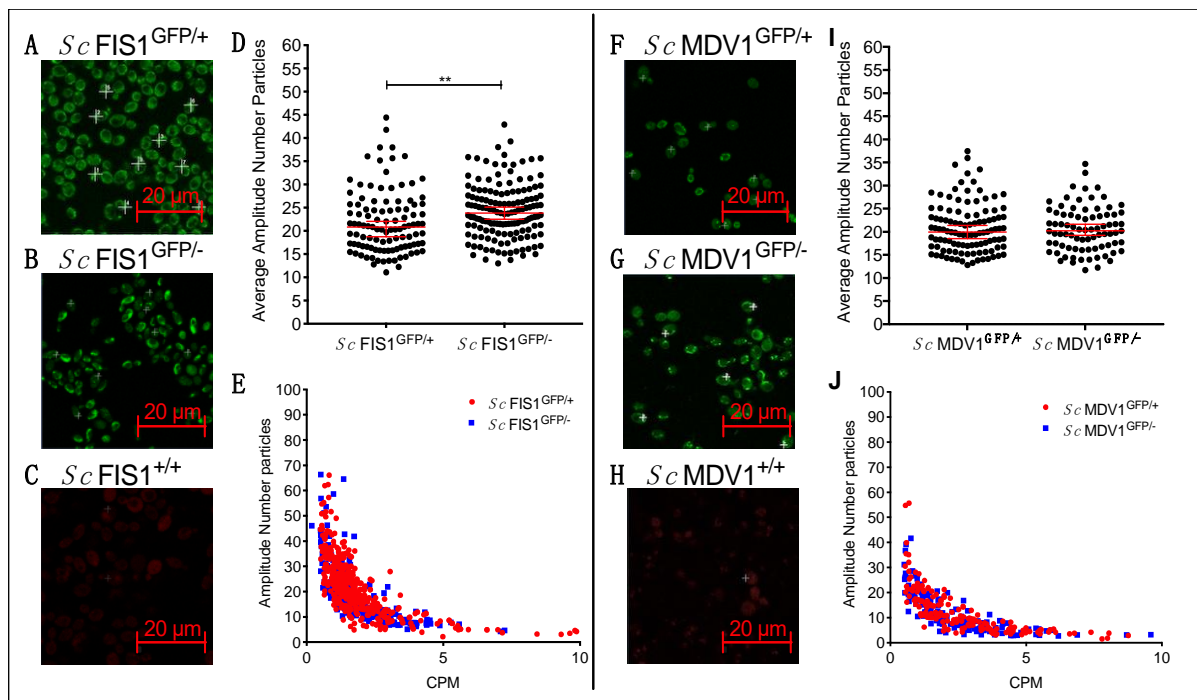 A Sc FIS1GFP/+
20 µm
B Sc FIS1GFP/-
20 µm
C Sc FIS1+/+
20 µm
D
Average Amplitude Number Particles
60
55
50
45
40
35
30
25
20
15
10
5
0
**
Sc FIS1GFP/+ Sc FIS1GFP/-
E
Amplitude Number particles
100
90
80
70
60
50
40
30
20
10
0
Sc FIS1GFP/+
Sc FIS1GFP/-
0 5 10
CPM
F Sc MDV1GFP/+
20 µm
G Sc MDV1GFP/-
20 µm
H Sc MDV1+/+
20 µm
I
Average Amplitude Number Particles
60
55
50
45
40
35
30
25
20
15
10
5
0
Sc MDV1GFP/+ Sc MDV1GFP/-
J
Amplitude Number particles
100
90
80
70
60
50
40
30
20
10
0
Sc MDV1GFP/+
Sc MDV1GFP/-
0 5 10
CPM